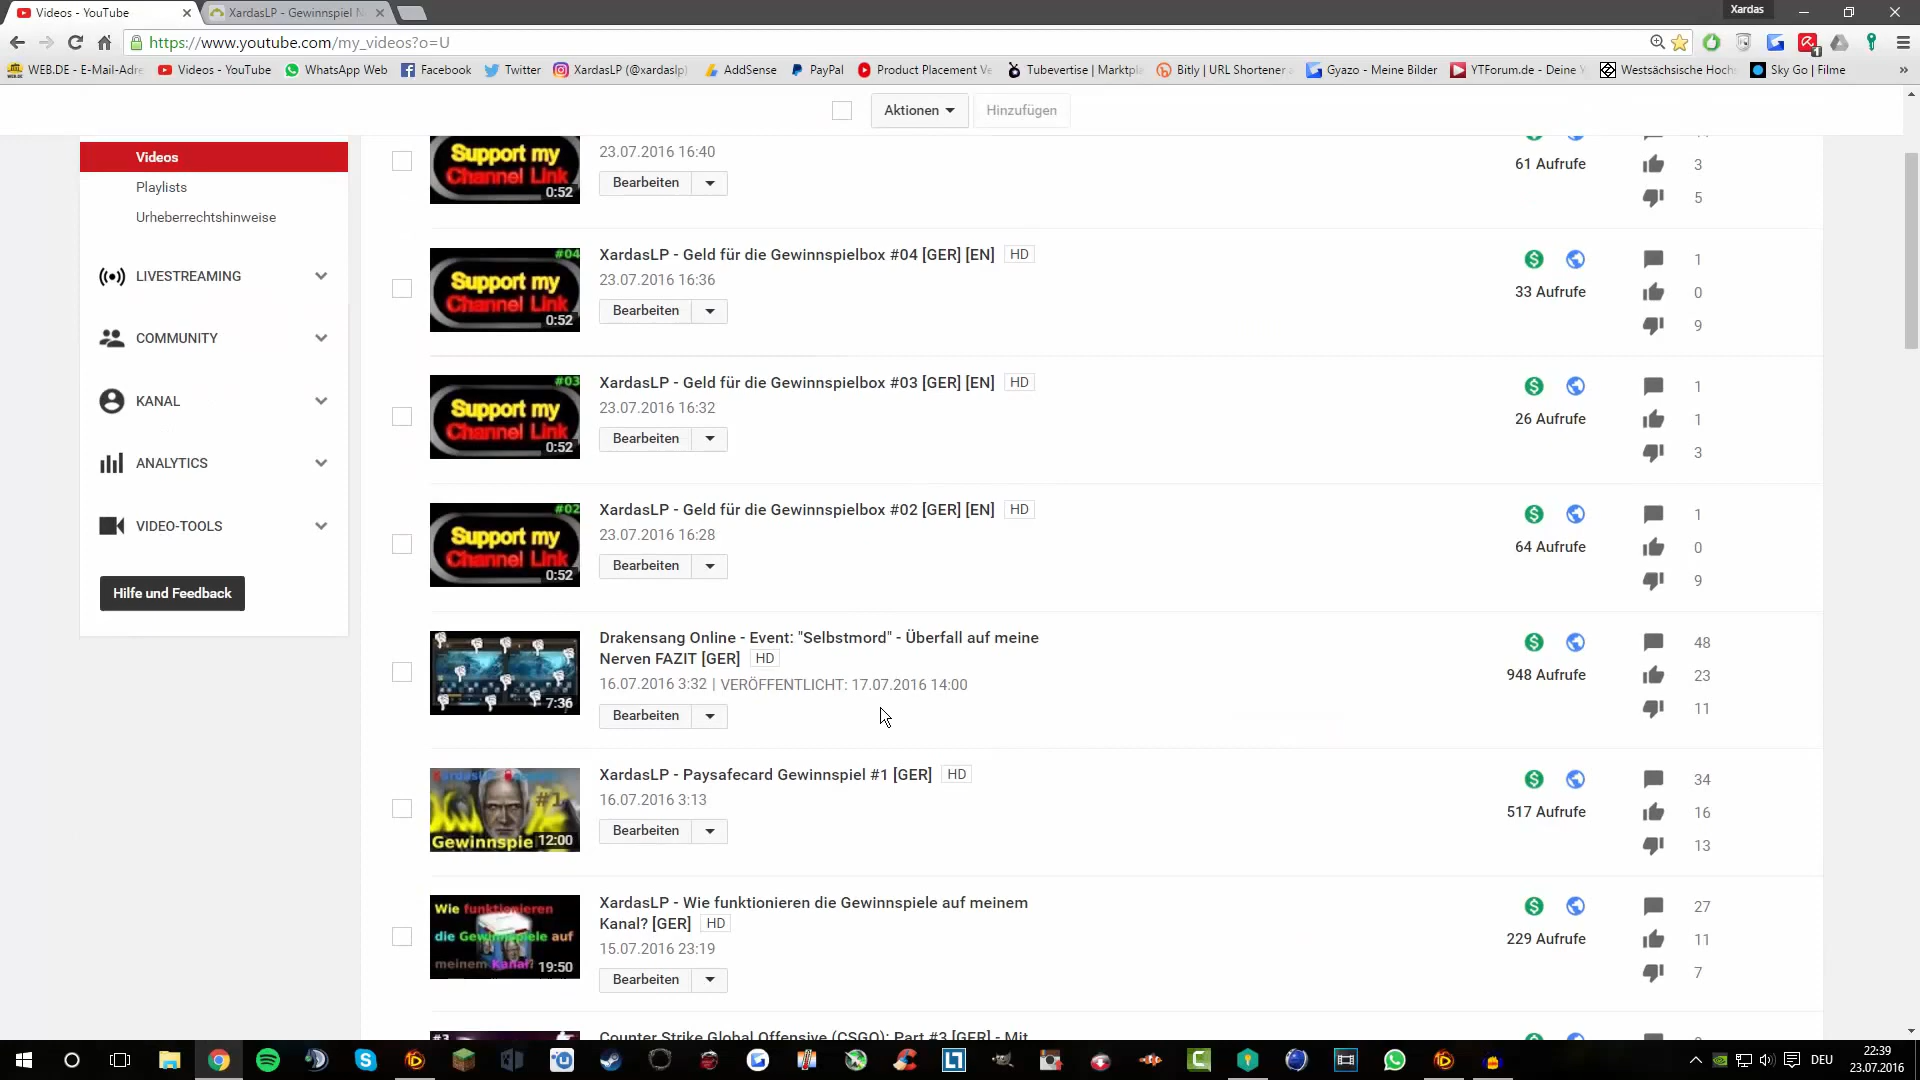 Videos - YouTube
XardasLP - Gewinnspiel N
Xardas
https://www.youtube.com/my_videos?o=U
WEB.DE - E-Mail-Adre
Videos - YouTube
WhatsApp Web
Facebook
Twitter
XardasLP (@xardaslp
AddSense
PayPal
Product Placement Ve
Tubevertise | Marktpl
Bitly | URL Shortener
Gyazo - Meine Bilder
YTForum.de - Deine Y
Westsächsische Hoch
Sky Go | Filme
Aktionen
Hinzufügen
Videos
Playlists
Urheberrechtshinweise
LIVESTREAMING
COMMUNITY
KANAL
ANALYTICS
VIDEO-TOOLS
Hilfe und Feedback
Support my
Channel Link
0:52
23.07.2016 16:40
Bearbeiten
61 Aufrufe
3
5
#04
Support my
Channel Link
0:52
XardasLP - Geld für die Gewinnspielbox #04 [GER] [EN] HD
23.07.2016 16:36
Bearbeiten
33 Aufrufe
1
0
9
#03
Support my
Channel Link
0:52
XardasLP - Geld für die Gewinnspielbox #03 [GER] [EN] HD
23.07.2016 16:32
Bearbeiten
26 Aufrufe
1
1
3
#02
Support my
Channel Link
0:52
XardasLP - Geld für die Gewinnspielbox #02 [GER] [EN] HD
23.07.2016 16:28
Bearbeiten
64 Aufrufe
1
0
9
7:36
Drakensang Online - Event: "Selbstmord" - Überfall auf meine
Nerven FAZIT [GER] HD
16.07.2016 3:32 | VERÖFFENTLICHT: 17.07.2016 14:00
Bearbeiten
948 Aufrufe
48
23
11
#1
Gewinnspie
12:00
XardasLP - Paysafecard Gewinnspiel #1 [GER] HD
16.07.2016 3:13
Bearbeiten
517 Aufrufe
34
16
13
Wie funktionieren
die Gewinnspiele auf
meinem Kanal?
19:50
XardasLP - Wie funktionieren die Gewinnspiele auf meinem
Kanal? [GER] HD
15.07.2016 23:19
Bearbeiten
229 Aufrufe
27
11
7
#3
Counter Strike Global Offensive (CSGO): Part #3 [GER] - Mit
DEU
22:39
23.07.2016